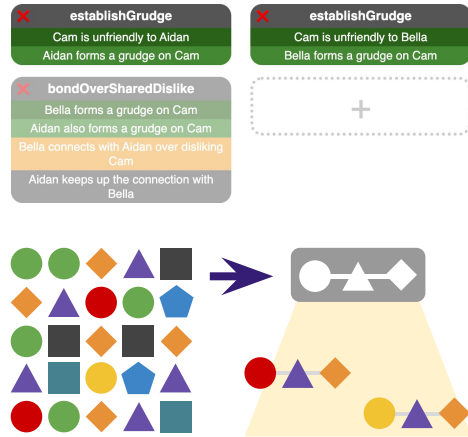 establishGrudge
Cam is unfriendly to Aidan
Aidan forms a grudge on Cam
establishGrudge
Cam is unfriendly to Bella
Bella forms a grudge on Cam
bondOverSharedDislike
Bella forms a grudge on Cam
Aidan also forms a grudge on Cam
Bella connects with Aidan over disliking
Cam
Aidan keeps up the connection with
Bella